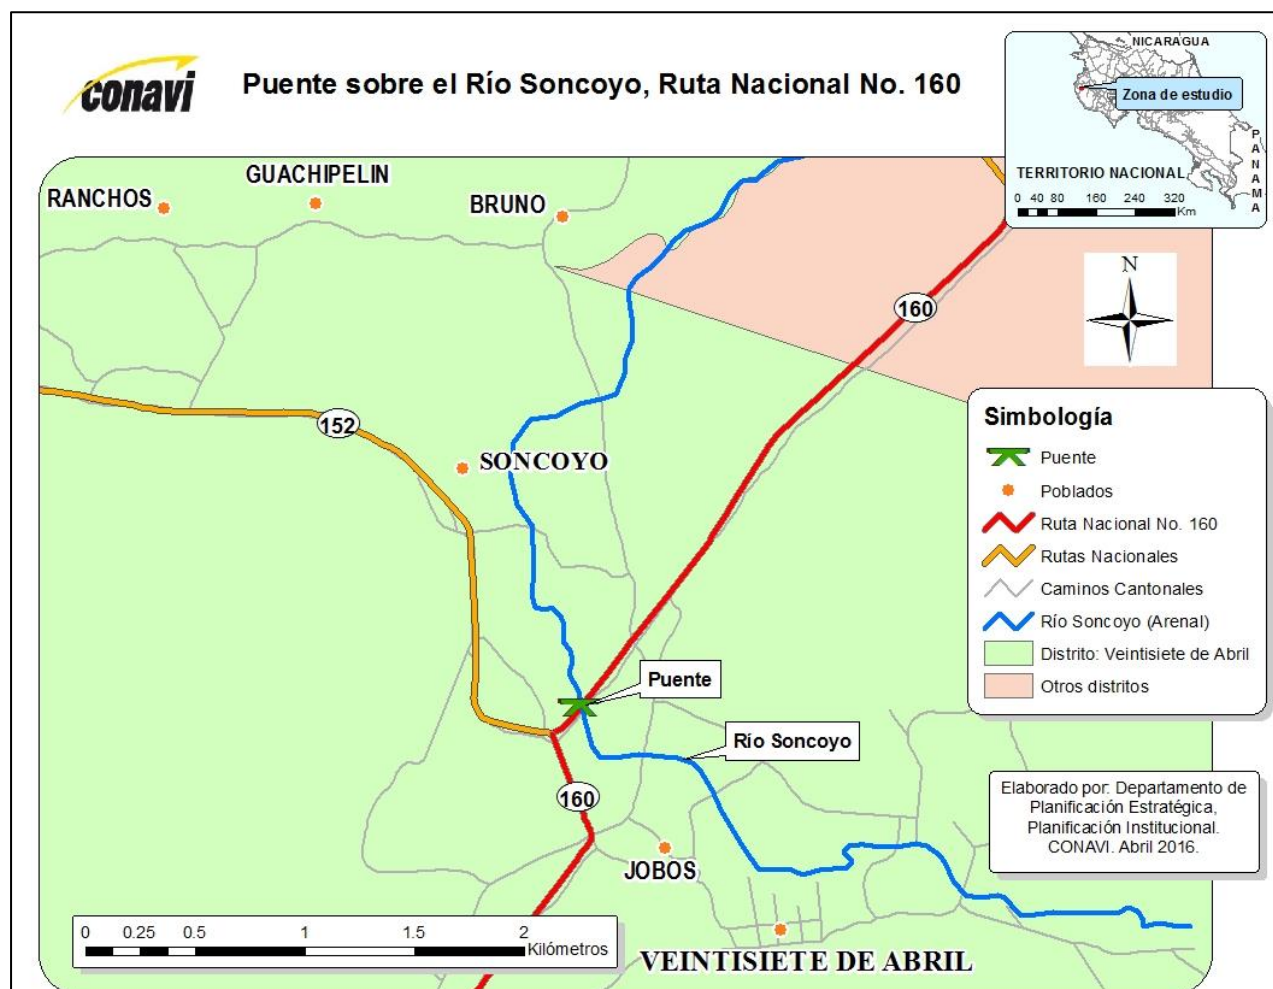 conavi
Puente sobre el Río Soncoyo, Ruta Nacional No. 160
NICARAGUA
Zona de estudio
PANAMA
TERRITORIO NACIONAL
0 40 80 160 240 320
Km
RANCHOS
GUACHIPELIN
BRUNO
N
160
152
SONCOYO
Simbología
Puente
Poblados
Ruta Nacional No. 160
Rutas Nacionales
Caminos Cantonales
Río Soncoyo (Arenal)
Distrito: Veintisiete de Abril
Otros distritos
Puente
Río Soncoyo
160
JOBOS
VEINTISIETE DE ABRIL
Elaborado por: Departamento de
Planificación Estratégica,
Planificación Institucional.
CONAVI. Abril 2016.
0 0.25 0.5 1 2
Kilómetros